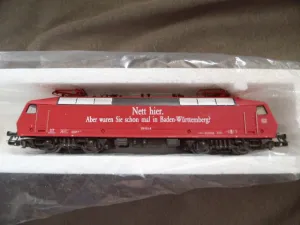 Nett hier.
Aber waren Sie schon mal in Baden-Württemberg?